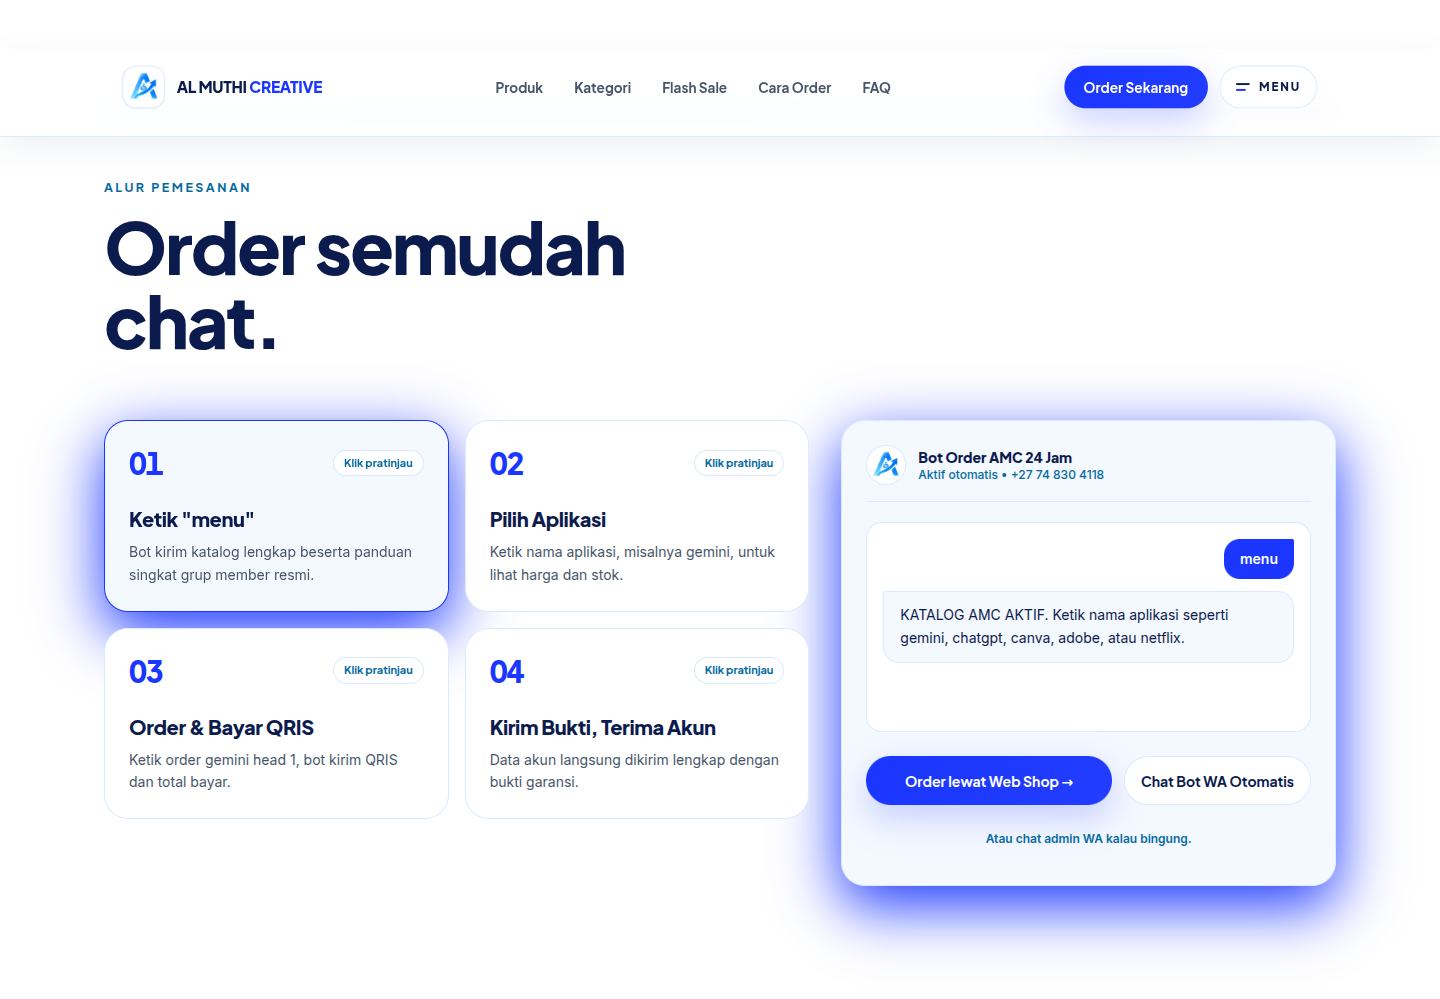 AL MUTHI CREATIVE
Produk
Kategori
Flash Sale
Cara Order
FAQ
Order Sekarang
MENU
ALUR PEMESANAN
Order semudah
chat.
01
Klik pratinjau
Ketik "menu"
Bot kirim katalog lengkap beserta panduan
singkat grup member resmi.
02
Klik pratinjau
Pilih Aplikasi
Ketik nama aplikasi, misalnya gemini, untuk
lihat harga dan stok.
03
Klik pratinjau
Order & Bayar QRIS
Ketik order gemini head 1, bot kirim QRIS
dan total bayar.
04
Klik pratinjau
Kirim Bukti, Terima Akun
Data akun langsung dikirim lengkap dengan
bukti garansi.
Bot Order AMC 24 Jam
Aktif otomatis • +27 74 830 4118
menu
KATALOG AMC AKTIF. Ketik nama aplikasi seperti
gemini, chatgpt, canva, adobe, atau netflix.
Order lewat Web Shop →
Chat Bot WA Otomatis
Atau chat admin WA kalau bingung.